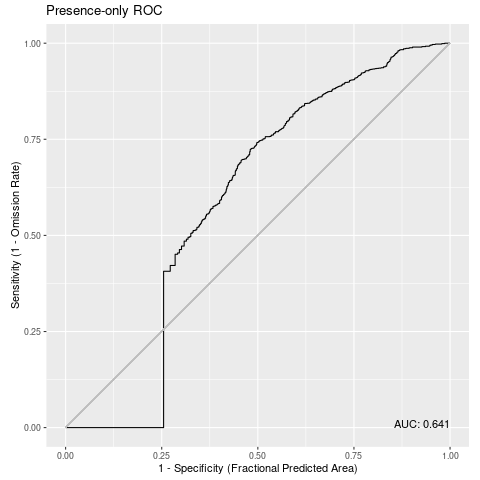 Presence-only ROC
Sensitivity (1 - Omission Rate)
1.00
0.75
0.50
0.25
0.00
AUC: 0.641
0.00 0.25 0.50 0.75 1.00
1 - Specificity (Fractional Predicted Area)